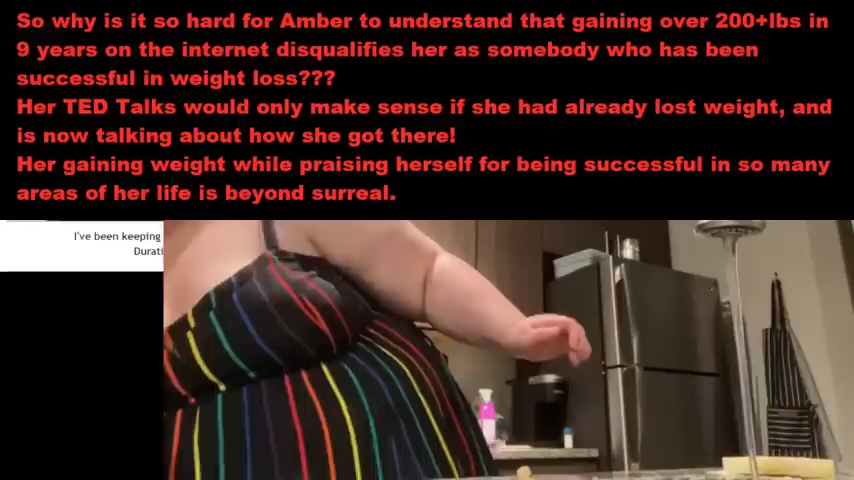 So why is it so hard for Amber to understand that gaining over 200+lbs in
9 years on the internet disqualifies her as somebody who has been
successful in weight loss???
Her TED Talks would only make sense if she had already lost weight, and
is now talking about how she got there!
Her gaining weight while praising herself for being successful in so many
areas of her life is beyond surreal.
I've been keeping
Durati